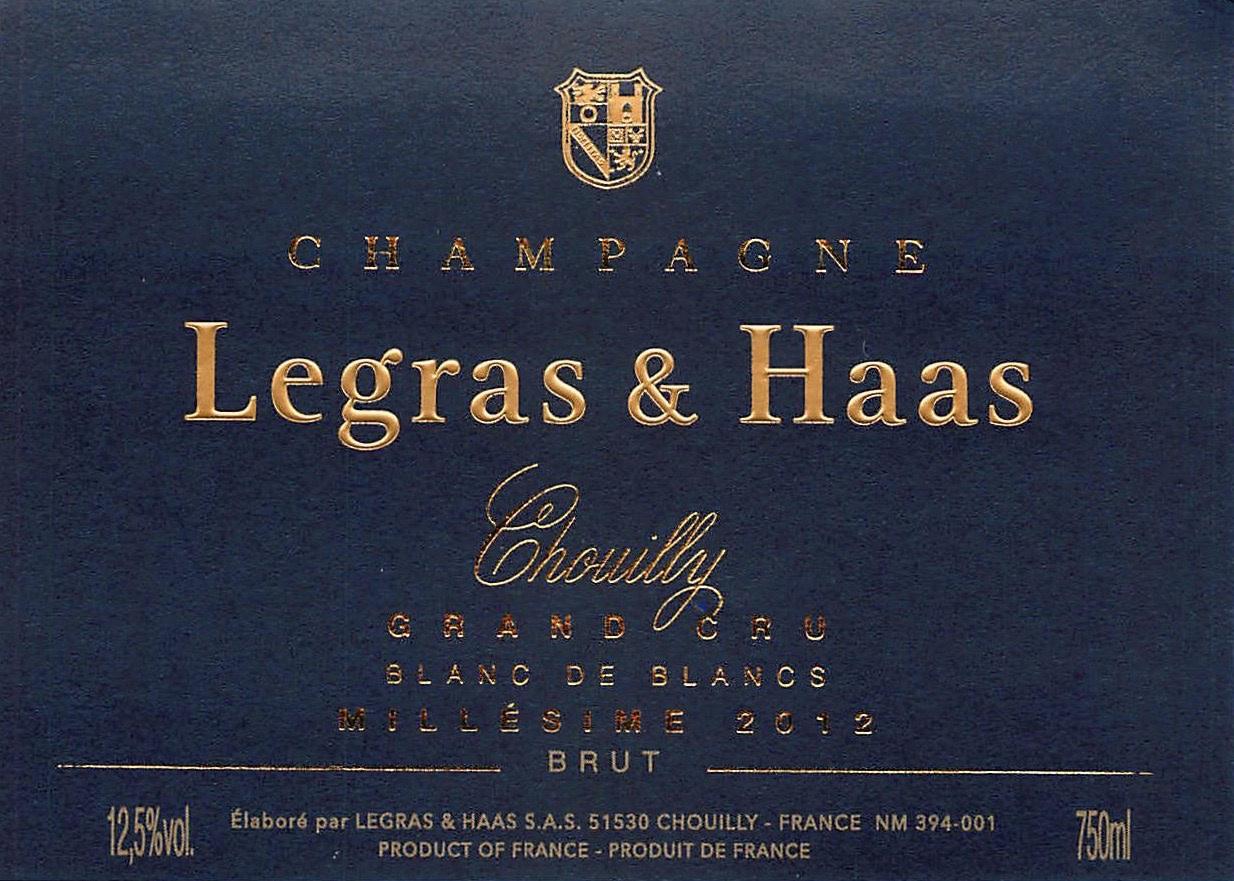 CHAMPAGNE
Legras & Haas
Chouilly
GRAND CRU
BLANC DE BLANCS
MILLÉSIME 2012
BRUT
12,5%vol.
Élaboré par LEGRAS & HAAS S.A.S. 51530 CHOUILLY - FRANCE NM 394-001
PRODUCT OF FRANCE - PRODUIT DE FRANCE
750ml